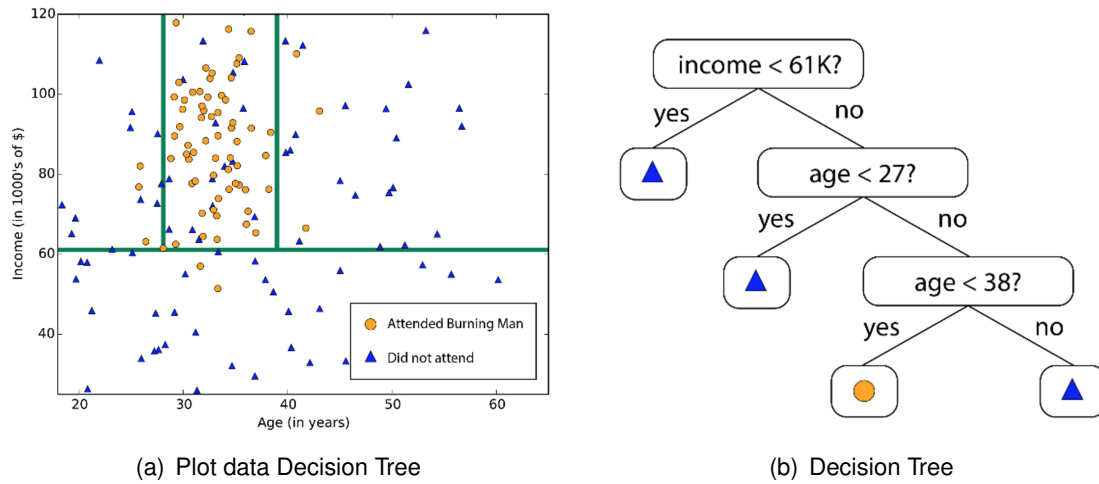 120
100
80
60
40
Income (in 1000's of $)
20 30 40 50 60
Age (in years)
Attended Burning Man
Did not attend
(a) Plot data Decision Tree
income < 61K?
yes no
age < 27?
yes no
age < 38?
yes no
(b) Decision Tree